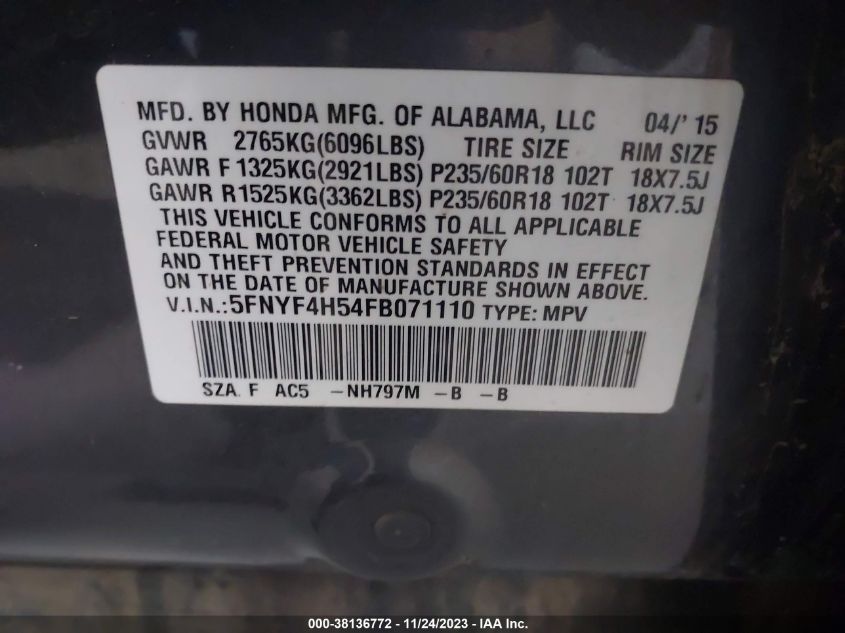 MFD. BY HONDA MFG. OF ALABAMA, LLC 04/' 15
GVWR 2765KG(6096LBS) TIRE SIZE RIM SIZE
GAWR F 1325KG(2921LBS) P235/60R18 102T 18X7.5J
GAWR R1525KG(3362LBS) P235/60R18 102T 18X7.5J
THIS VEHICLE CONFORMS TO ALL APPLICABLE
FEDERAL MOTOR VEHICLE SAFETY
AND THEFT PREVENTION STANDARDS IN EFFECT
ON THE DATE OF MANUFACTURE SHOWN ABOVE.
V.I.N.:5FNYF4H54FB071110 TYPE: MPV
SZA F AC5 -NH797M -B -B
000-38136772 - 11/24/2023 - IAA Inc.